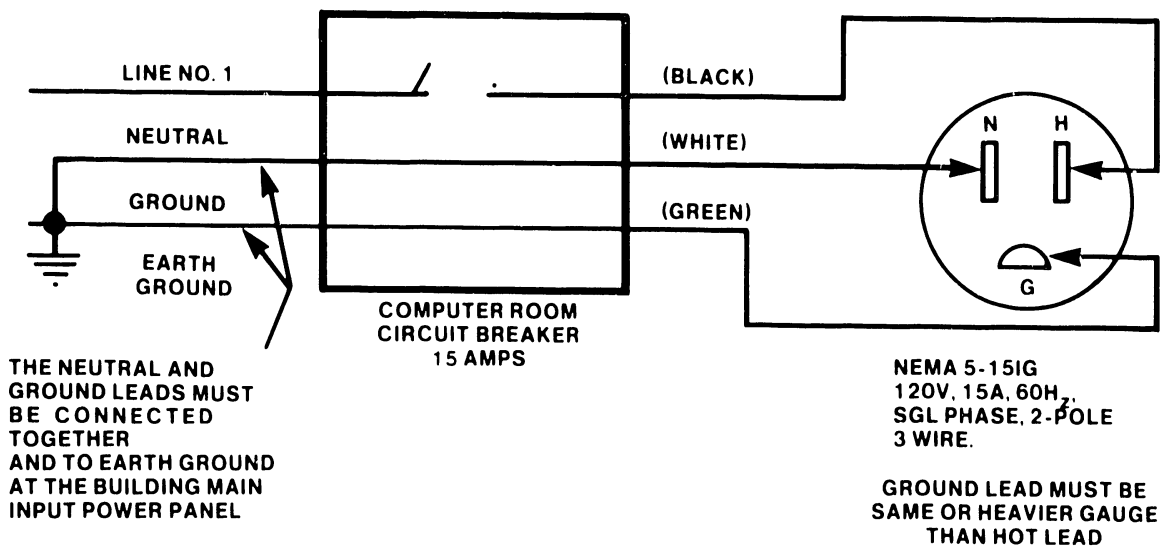 LINE NO. 1
(BLACK)
NEUTRAL
(WHITE)
GROUND
(GREEN)
EARTH
GROUND
N
H
G
COMPUTER ROOM
CIRCUIT BREAKER
15 AMPS
THE NEUTRAL AND
GROUND LEADS MUST
BE CONNECTED
TOGETHER
AND TO EARTH GROUND
AT THE BUILDING MAIN
INPUT POWER PANEL
NEMA 5-15IG
120V, 15A, 60Hz,
SGL PHASE, 2-POLE
3 WIRE.
GROUND LEAD MUST BE
SAME OR HEAVIER GAUGE
THAN HOT LEAD